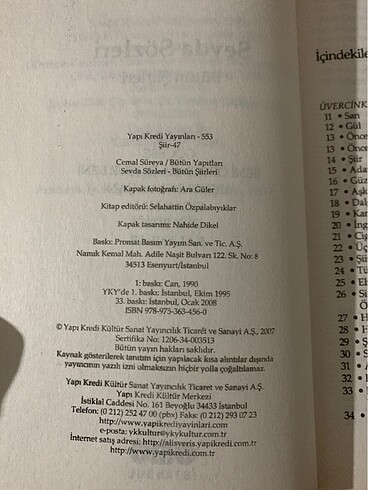 Yapı Kredi Yayınları - 553
Şiir-47
Cemal Süreya / Bütün Yapıtları
Sevda Sözleri - Bütün Şiirleri
Kapak fotoğrafı: Ara Güler
Kitap editörü: Selahattin Özpalabıyıklar
Kapak tasarımı: Nahide Dikel
Baskı: Promat Basım Yayım San. ve Tic. A.Ş.
Namık Kemal Mah. Adile Naşit Bulvarı 122. Sk. No: 8
34513 Esenyurt/İstanbul
1. baskı: Can, 1990
YKY'de 1. baskı: İstanbul, Ekim 1995
33. baskı: İstanbul, Ocak 2008
ISBN 978-975-363-456-0
© Yapı Kredi Kültür Sanat Yayıncılık Ticaret ve Sanayi A.Ş., 2007
Sertifika No: 1206-34-003513
Bütün yayın hakları saklıdır.
Kaynak gösterilerek tanıtım için yapılacak kısa alıntılar dışında
yayıncının yazılı izni olmaksızın hiçbir yolla çoğaltılamaz.
Yapı Kredi Kültür Sanat Yayıncılık Ticaret ve Sanayi A.Ş.
Yapı Kredi Kültür Merkezi
İstiklal Caddesi No. 161 Beyoğlu 34433 İstanbul
Telefon: (0 212) 252 47 00 (pbx) Faks: (0 212) 293 07 23
http://www.yapikrediyayinlari.com
e-posta: ykkultur@ykykultur.com.tr
İnternet satış adresi: http://alisveris.yapikredi.com.tr
http://www.yapikredi.com.tr
İçindekile
ÜVERCİNK
11 • San
12 • Gül
13 • Önce
13 • Önce
14 • Şiir
15 • Ada
16 • Güz
17 • Aşk
18 • Dal
19 • Kar
20 • İng
21 • Cig
22 • Üç
23 • Şi
24 • Tü
25 • El
26 • Sü
27 • H
28 • H
29 • Ş
30 • S
31 •
32 •
33 •
34 •